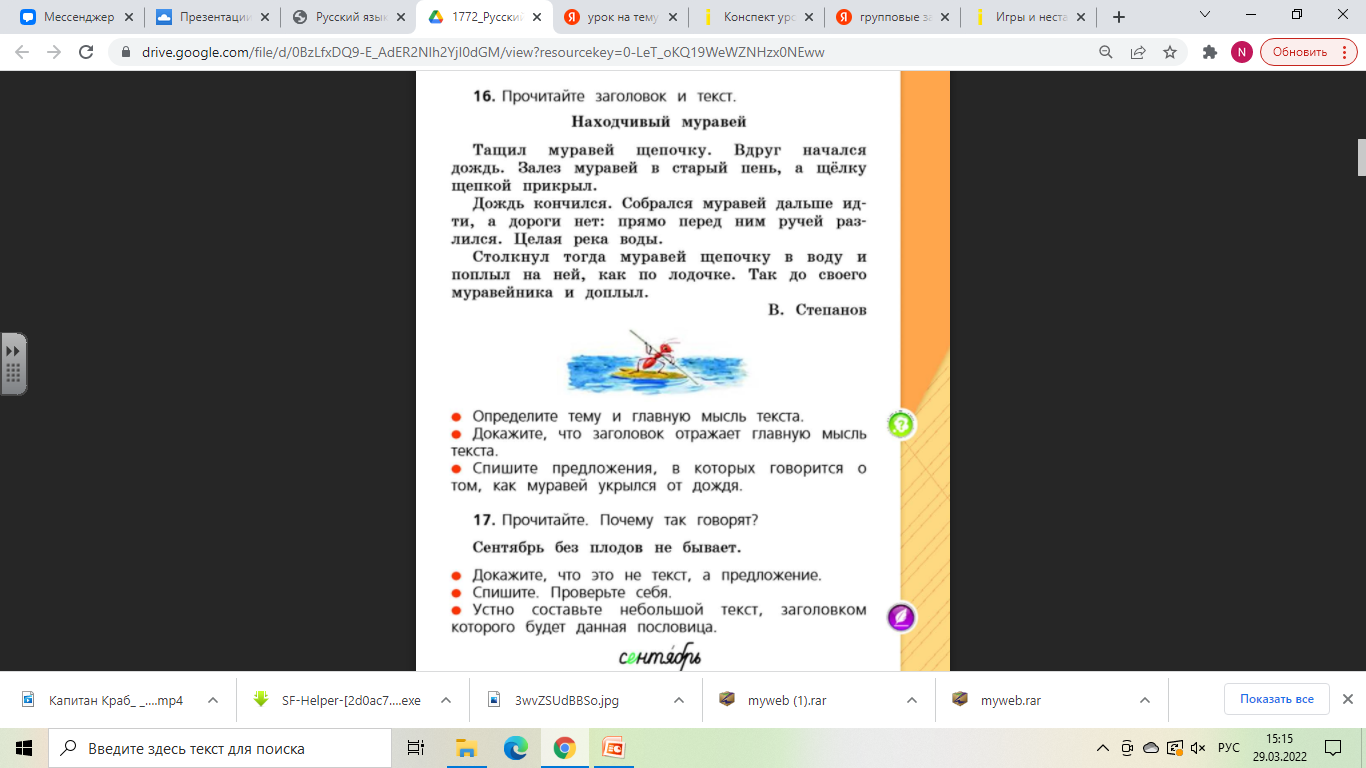 Мессенджер
Презентации
Русский язык
1772_Русски
урок на тему
Конспект уро
групповые за
Игры и неста
drive.google.com/file/d/0BzLfxDQ9-E_AdER2Nlh2YjI0dGM/view?resourcekey=0-LeT_oKQ19WeWZNHzx0NEww
N
Обновить
16. Прочитайте заголовок и текст.
Находчивый муравей
Тащил муравей щепочку. Вдруг начался
дождь. Залез муравей в старый пень, а щёлку
щепкой прикрыл.
Дождь кончился. Собрался муравей дальше ид-
ти, а дороги нет: прямо перед ним ручей раз-
лился. Целая река воды.
Столкнул тогда муравей щепочку в воду и
поплыл на ней, как по лодочке. Так до своего
муравейника и доплыл.
В. Степанов
Определите тему и главную мысль текста.
Докажите, что заголовок отражает главную мысль
текста.
Спишите предложения, в которых говорится о
том, как муравей укрылся от дождя.
17. Прочитайте. Почему так говорят?
Сентябрь без плодов не бывает.
Докажите, что это не текст, а предложение.
Спишите. Проверьте себя.
Устно составьте небольшой текст, заголовком
которого будет данная пословица.
сентя́брь
Капитан Краб_ _....mp4
SF-Helper-[2d0ac7....exe
3wvZSUdBBSo.jpg
myweb (1).rar
myweb.rar
Показать все
Введите здесь текст для поиска
РУС
15:15
29.03.2022